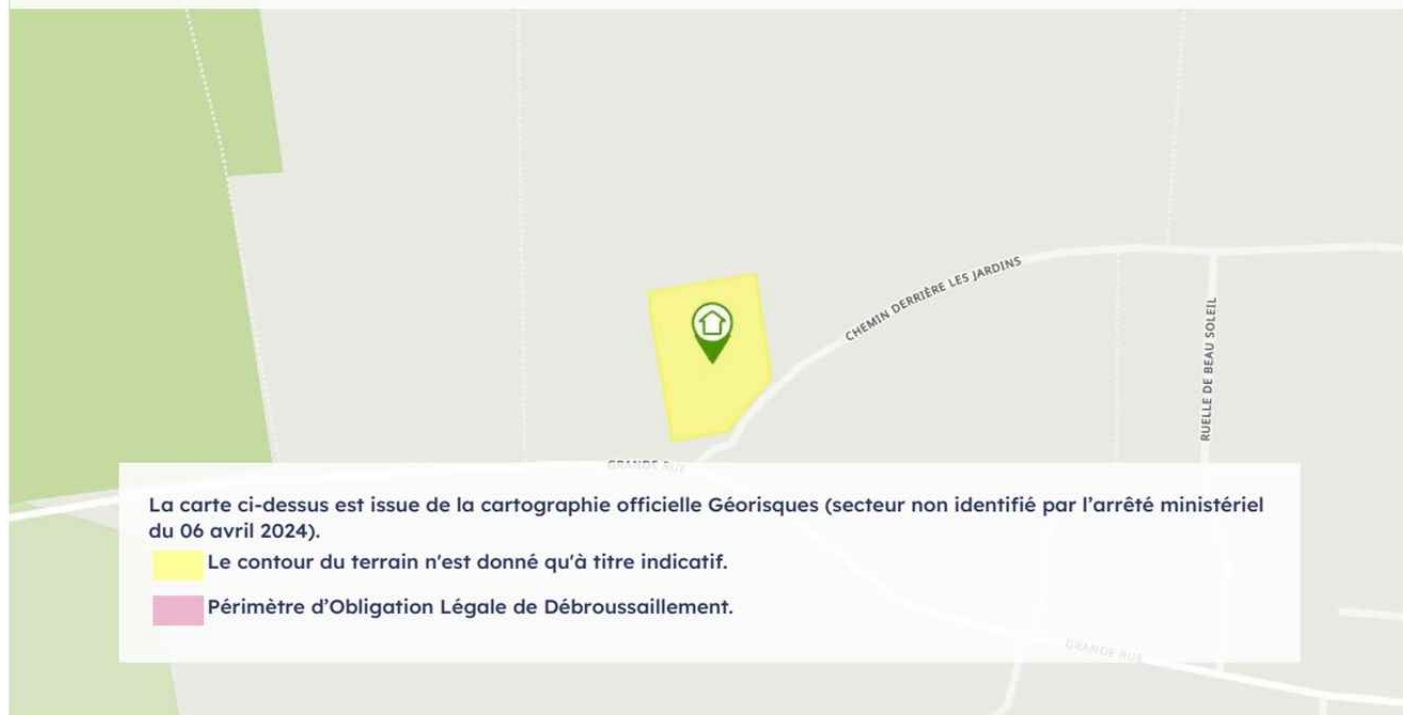 CHEMIN DERRIÈRE LES JARDINS
RUELLE DE BEAU SOLEIL
GRANDE RUE
La carte ci-dessus est issue de la cartographie officielle Géorisques (secteur non identifié par l'arrêté ministériel
du 06 avril 2024).
Le contour du terrain n'est donné qu'à titre indicatif.
Périmètre d'Obligation Légale de Débroussaillement.
GRANDE RUE